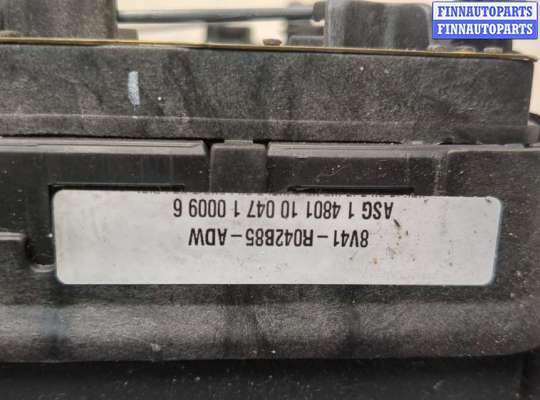 FINNAUTOPARTS
FINNAUTOPARTS
8V41-R042B85-ADW
ASG 1 4801 10 047 1 0009 6